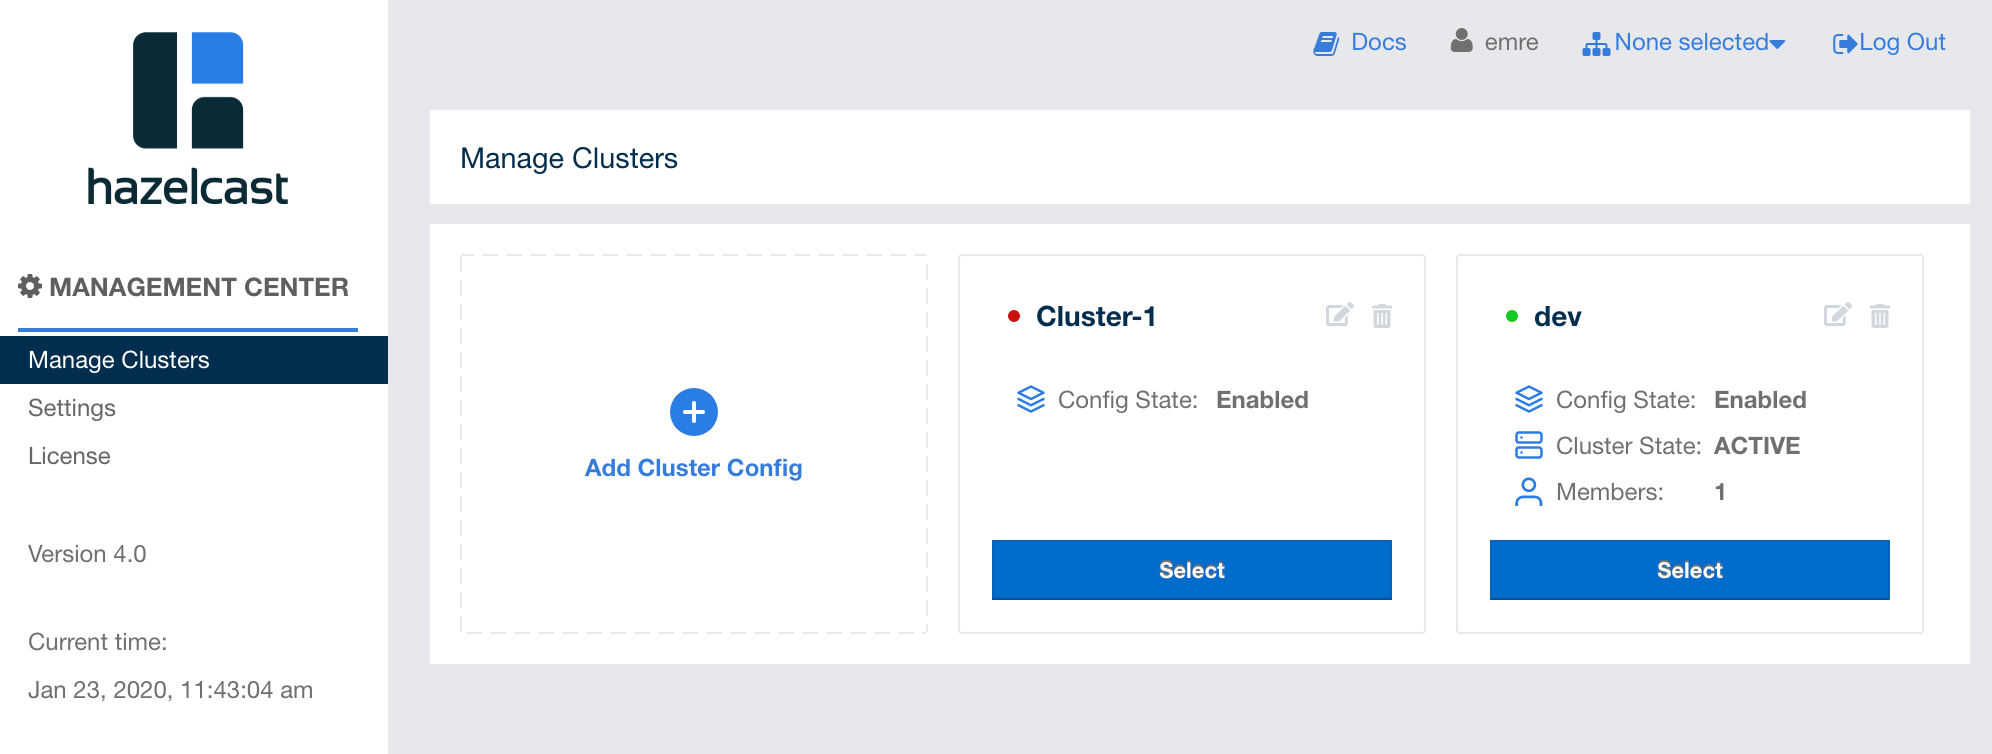 hazelcast
MANAGEMENT CENTER
Manage Clusters
Settings
License
Version 4.0
Current time:
Jan 23, 2020, 11:43:04 am
Docs
emre
None selected
Log Out
Manage Clusters
Add Cluster Config
Cluster-1
Config State: Enabled
Select
dev
Config State: Enabled
Cluster State: ACTIVE
Members: 1
Select